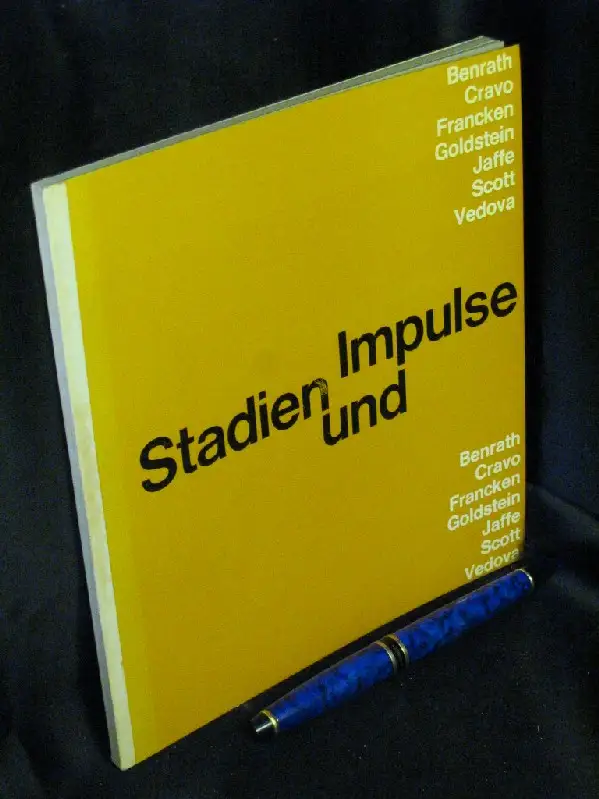 Benrath
Cravo
Francken
Goldstein
Jaffe
Scott
Vedova
Impulse
Stadien
und
Benrath
Cravo
Francken
Goldstein
Jaffe
Scott
Vedova